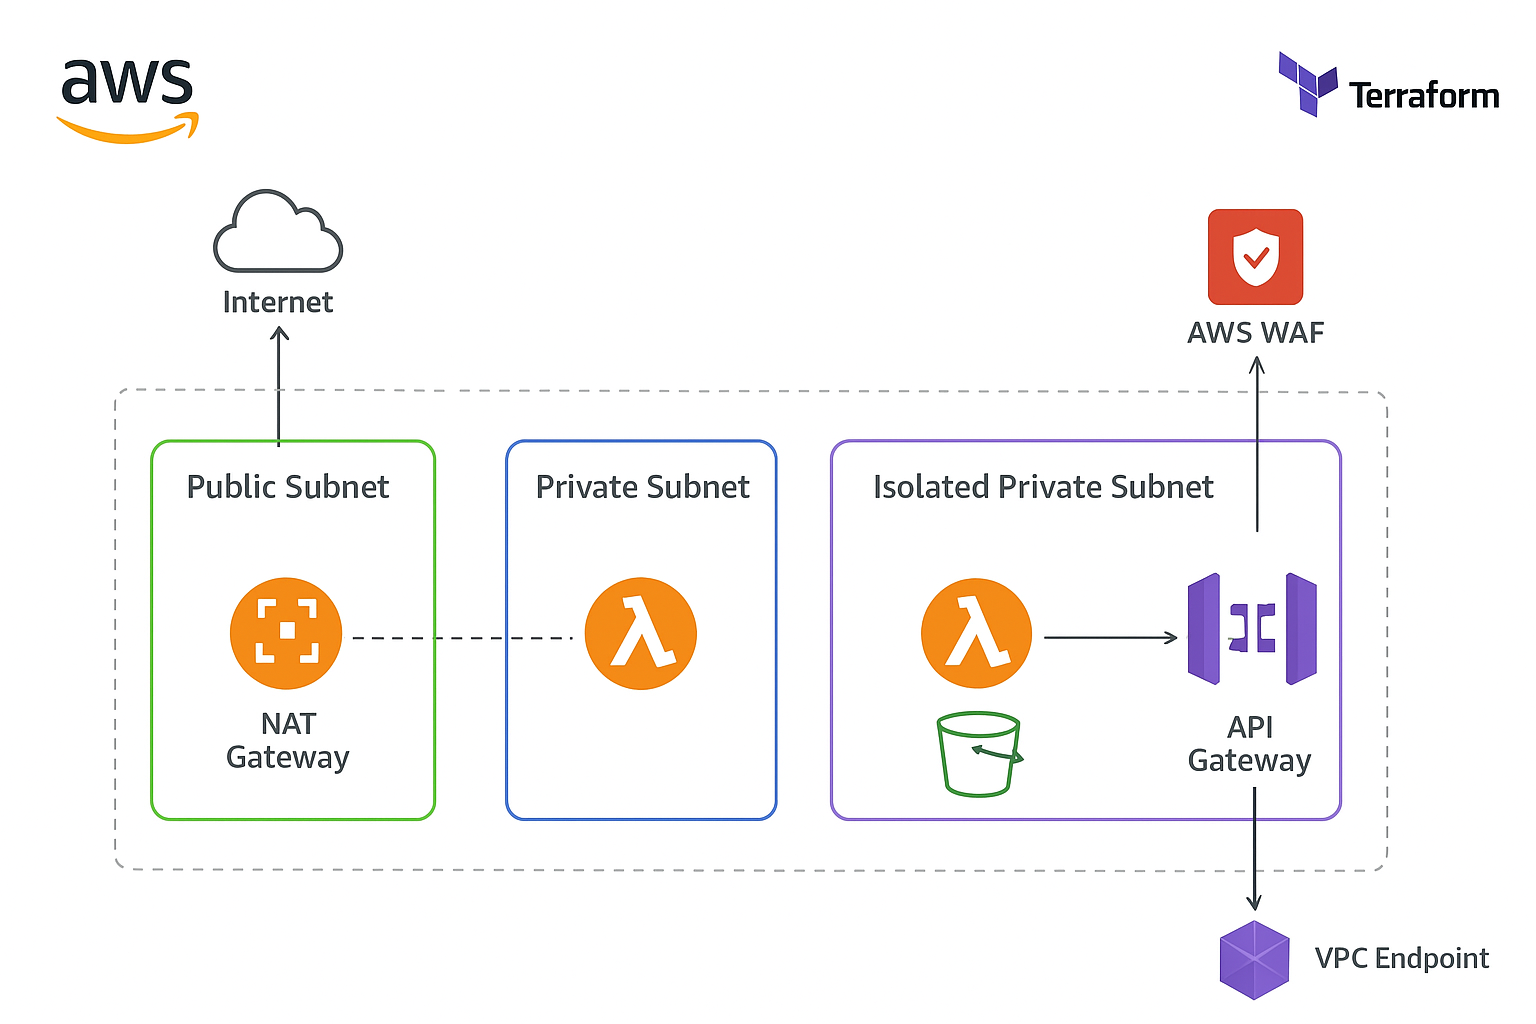 aws
Terraform
Internet
AWS WAF
Public Subnet
Private Subnet
Isolated Private Subnet
NAT
Gateway
API
Gateway
VPC Endpoint